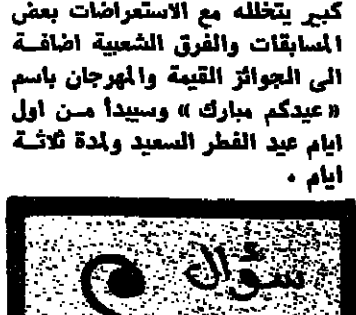 كبير يتخلله مع الاستعراضات بعض
المسابقات والفرق الشعبية اضافة
الى الجوائز القيمة والمهرجان باسم
« عيدكم مبارك » وسيبدأ من اول
ايام عيد الفطر السعيد ولمدة ثلاثة
ايام .
سؤال